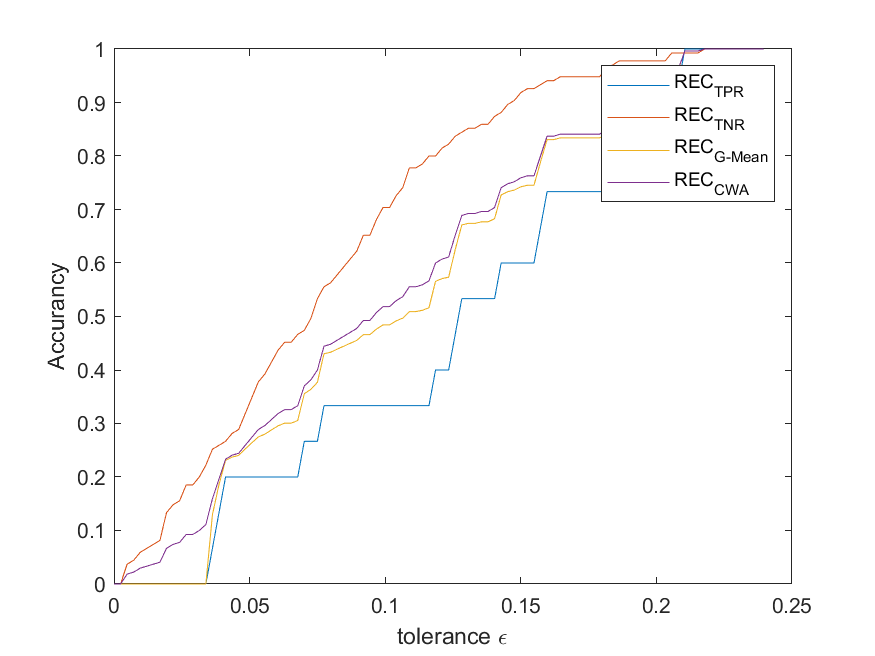 1
0.9
0.8
0.7
0.6
0.5
0.4
0.3
0.2
0.1
0
Accurancy
REC_TPR
REC_TNR
REC_G-Mean
REC_CWA
0 0.05 0.1 0.15 0.2 0.25
tolerance ϵ